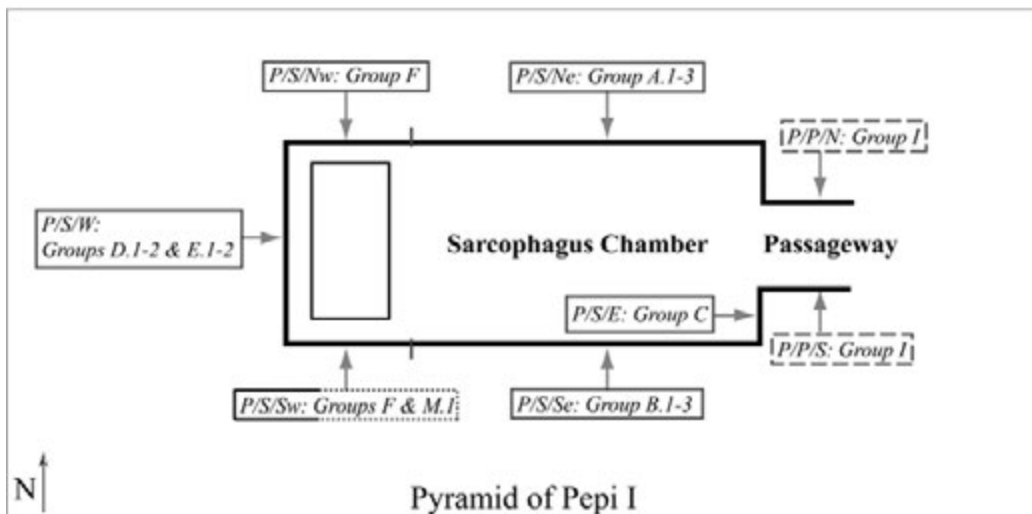 P/S/Nw: Group F
P/S/Ne: Group A.1-3
P/P/N: Group I
P/S/W:
Groups D.1-2 & E.1-2
Sarcophagus Chamber
Passageway
P/S/E: Group C
P/P/S: Group I
P/S/Sw: Groups F & M.1
P/S/Se: Group B.1-3
N
Pyramid of Pepi I